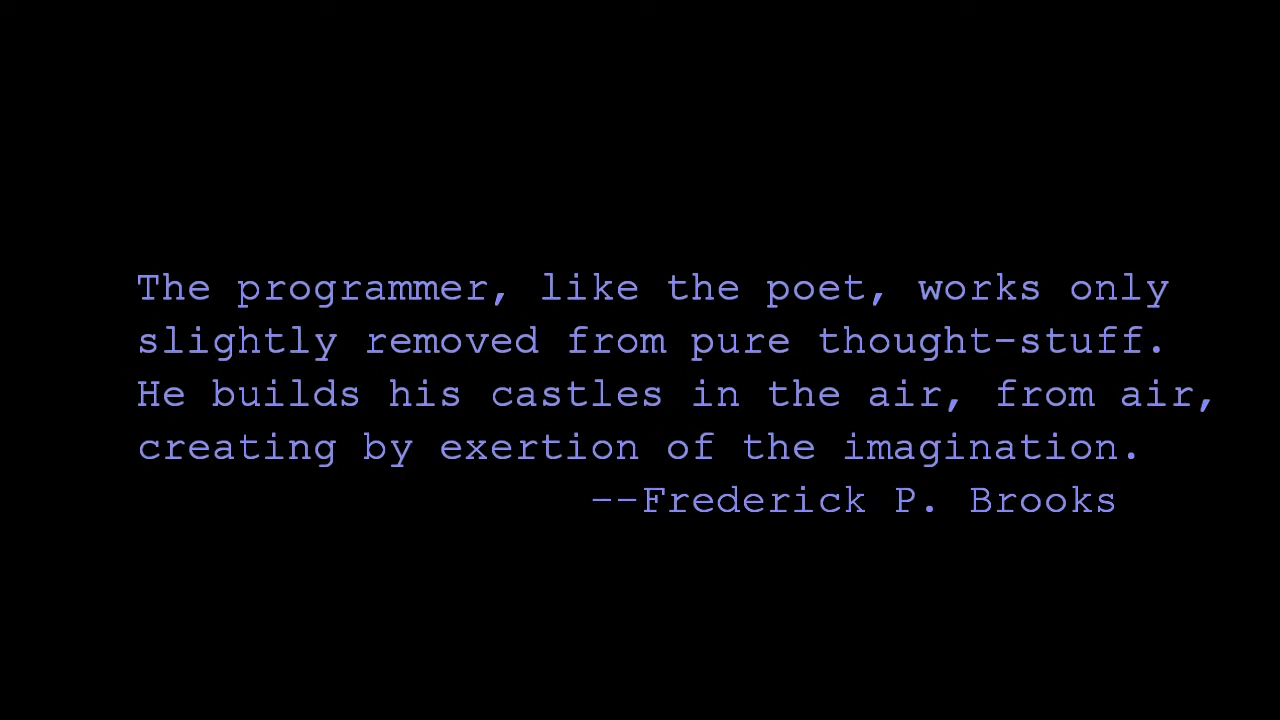 The programmer, like the poet, works only
slightly removed from pure thought-stuff.
He builds his castles in the air, from air,
creating by exertion of the imagination.
--Frederick P. Brooks